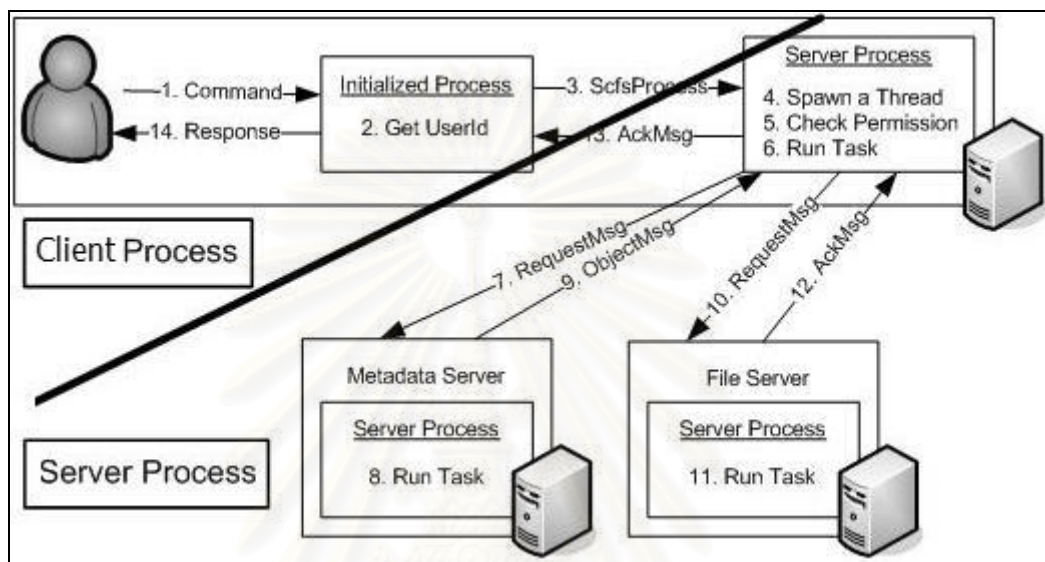 Server Process
1. Command
Initialized Process
3. ScfsProcess
4. Spawn a Thread
14. Response
2. Get UserId
13. AckMsg
5. Check Permission
6. Run Task
Client Process
7. RequestMsg
9. ObjectMsg
10. RequestMsg
12. AckMsg
Metadata Server
File Server
Server Process
Server Process
Server Process
8. Run Task
11. Run Task